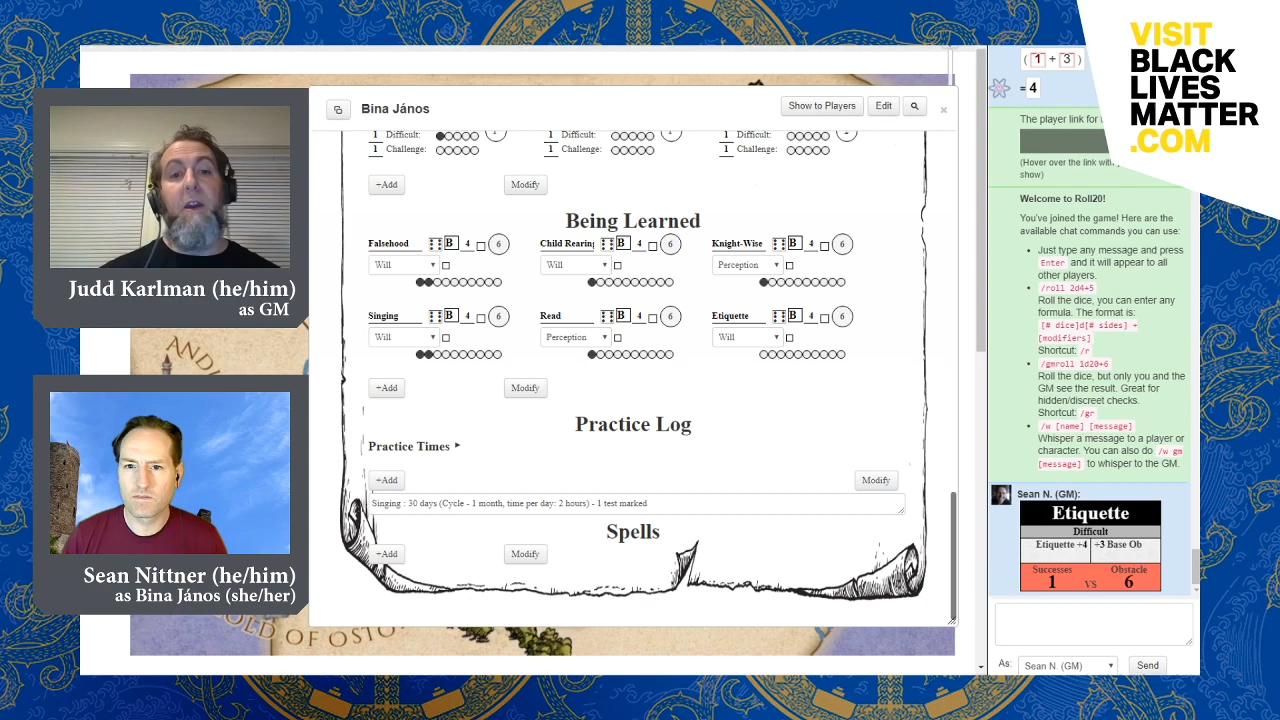 VISIT
BLACK
LIVES
MATTER
.COM
Judd Karlman (he/him)
as GM
Sean Nittner (he/him)
as Bina János (she/her)
Bina János
Show to Players
Edit
×
1 Difficult:
1 Challenge:
1 Difficult:
1 Challenge:
1 Difficult:
1 Challenge:
+Add
Modify
Being Learned
Falsehood B 4 6
Will
Child Rearing B 4 6
Will
Knight-Wise B 4 6
Perception
Singing B 4 6
Will
Read B 4 6
Perception
Etiquette B 4 6
Will
+Add
Modify
Practice Log
Practice Times
+Add
Modify
Singing : 30 days (Cycle - 1 month, time per day: 2 hours) - 1 test marked
Spells
+Add
Modify
AND
OLD OF OSTO
( 1 + 3 )
= 4
The player link for
(Hover over the link with
show)
Welcome to Roll20!
You've joined the game! Here are the
available chat commands you can use:
Just type any message and press
Enter and it will appear to all
other players.
/roll 2d4+5
Roll the dice, you can enter any
formula. The format is:
[# dice]d[# sides] +
[modifiers]
Shortcut: /r
/gmroll 1d20+6
Roll the dice, but only you and the
GM see the result. Great for
hidden/discreet checks.
Shortcut: /gr
/w [name] [message]
Whisper a message to a player or
character. You can also do /w gm
[message] to whisper to the GM.
Sean N. (GM):
Etiquette
Difficult
Etiquette +4 +3 Base Ob
Successes Obstacle
1 VS 6
As: Sean N. (GM)
Send